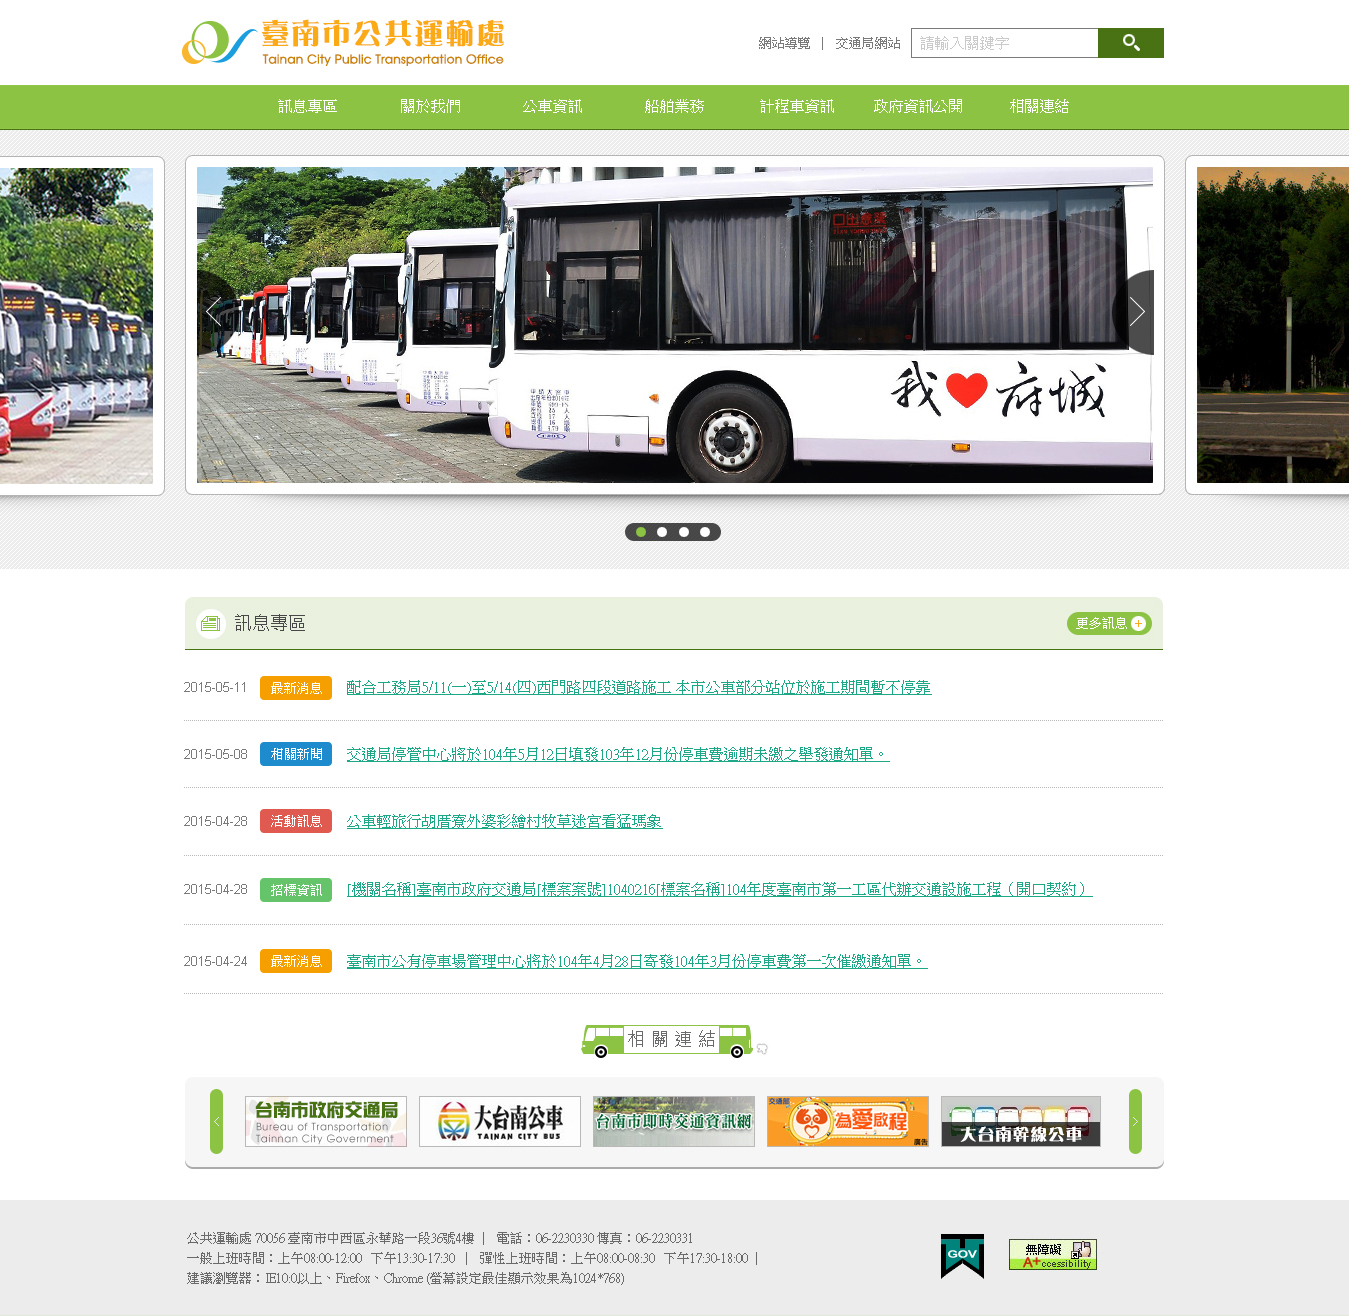 臺南市公共運輸處
Tainan City Public Transportation Office
網站導覽 | 交通局網站 請輸入關鍵字
訊息專區 關於我們 公車資訊 船舶業務 計程車資訊 政府資訊公開 相關連結
我❤府城
訊息專區
更多訊息
2015-05-11 最新消息 配合工務局5/11(一)至5/14(四)西門路四段道路施工 本市公車部分站位於施工期間暫不停靠
2015-05-08 相關新聞 交通局停管中心將於104年5月12日填發103年12月份停車費逾期未繳之舉發通知單。
2015-04-28 活動訊息 公車輕旅行胡厝寮外婆彩繪村牧草迷宮看猛瑪象
2015-04-28 招標資訊 [機關名稱]臺南市政府交通局[標案案號]1040216[標案名稱]104年度臺南市第一工區代辦交通設施工程（開口契約）
2015-04-24 最新消息 臺南市公有停車場管理中心將於104年4月28日寄發104年3月份停車費第一次催繳通知單。
相關連結
台南市政府交通局
Bureau of Transportation
Tainnan City Government
大台南公車
TAINAN CITY BUS
台南市即時交通資訊網
交通部
為愛啟程
廣告
大台南幹線公車
公共運輸處 70056 臺南市中西區永華路一段36號4樓 | 電話：06-2230330 傳真：06-2230331
一般上班時間：上午08:00-12:00 下午13:30-17:30 | 彈性上班時間：上午08:00-08:30 下午17:30-18:00 |
建議瀏覽器：IE10.0以上、Firefox、Chrome (螢幕設定最佳顯示效果為1024*768)
GOV
無障礙
A+ccessibility